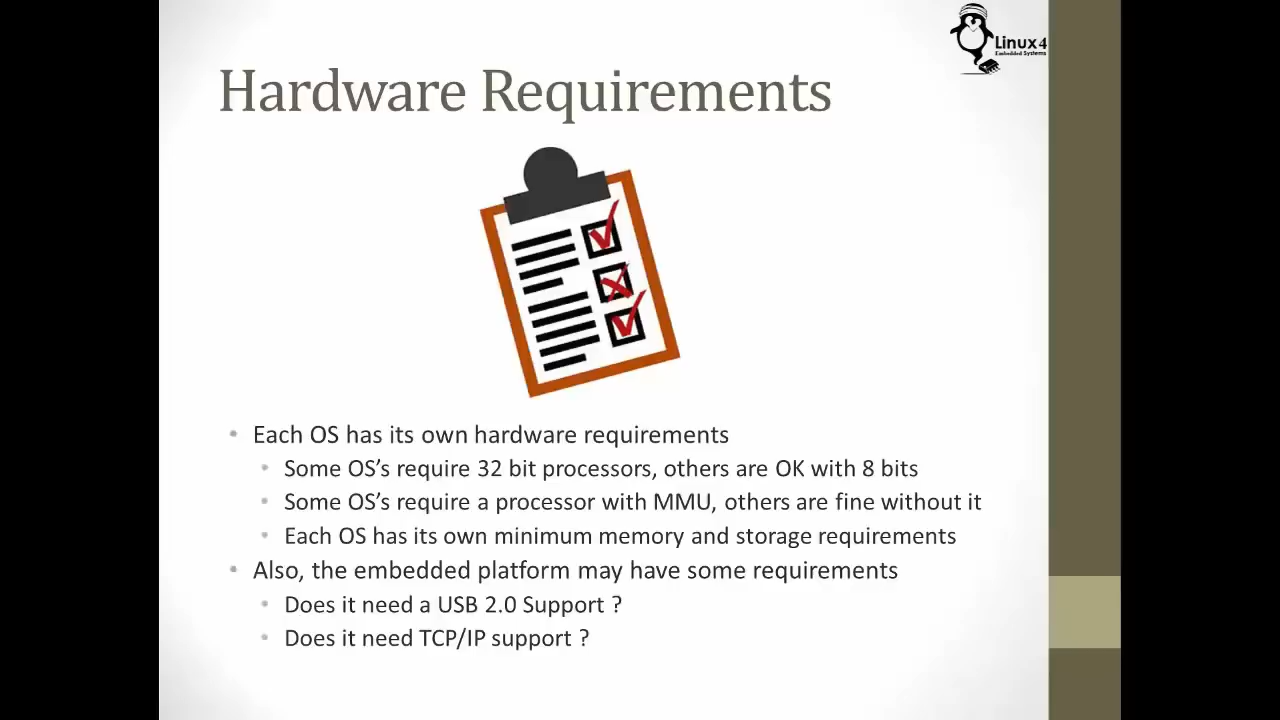 Linux4
Embedded Systems
Hardware Requirements
Each OS has its own hardware requirements
Some OS’s require 32 bit processors, others are OK with 8 bits
Some OS’s require a processor with MMU, others are fine without it
Each OS has its own minimum memory and storage requirements
Also, the embedded platform may have some requirements
Does it need a USB 2.0 Support ?
Does it need TCP/IP support ?